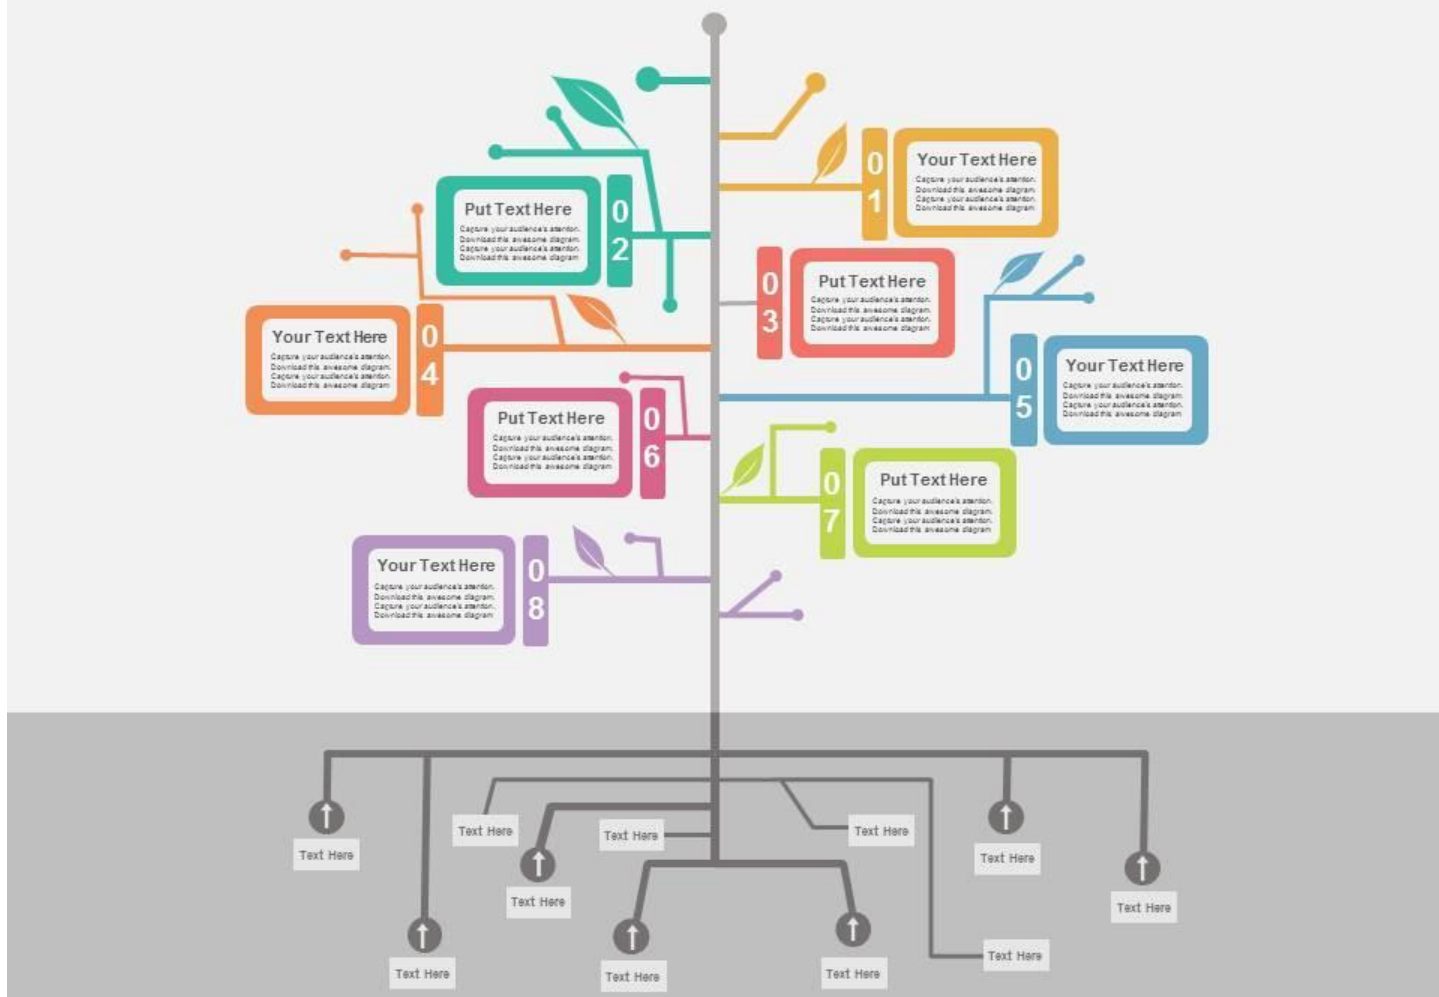 0
1
Your Text Here
Capture your audience's attention.
Download this awesome diagram.
Capture your audience's attention.
Download this awesome diagram
Put Text Here
Capture your audience's attention.
Download this awesome diagram.
Capture your audience's attention.
Download this awesome diagram
0
2
0
3
Put Text Here
Capture your audience's attention.
Download this awesome diagram.
Capture your audience's attention.
Download this awesome diagram
Your Text Here
Capture your audience's attention.
Download this awesome diagram.
Capture your audience's attention.
Download this awesome diagram
0
4
0
5
Your Text Here
Capture your audience's attention.
Download this awesome diagram.
Capture your audience's attention.
Download this awesome diagram
Put Text Here
Capture your audience's attention.
Download this awesome diagram.
Capture your audience's attention.
Download this awesome diagram
0
6
0
7
Put Text Here
Capture your audience's attention.
Download this awesome diagram.
Capture your audience's attention.
Download this awesome diagram
Your Text Here
Capture your audience's attention.
Download this awesome diagram.
Capture your audience's attention.
Download this awesome diagram
0
8
Text Here
Text Here
Text Here
Text Here
Text Here
Text Here
Text Here
Text Here
Text Here
Text Here
Text Here
Text Here